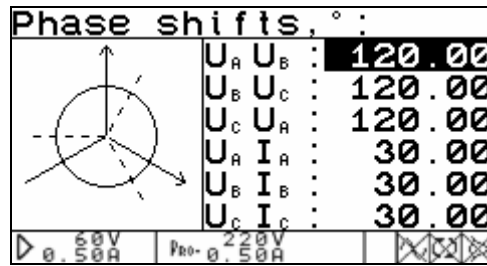 Phase shifts,°:
UA UB : 120.00
UB UC : 120.00
UC UA : 120.00
UA IA : 30.00
UB IB : 30.00
UC IC : 30.00
60V 0.50A PRO- 220V 0.50A